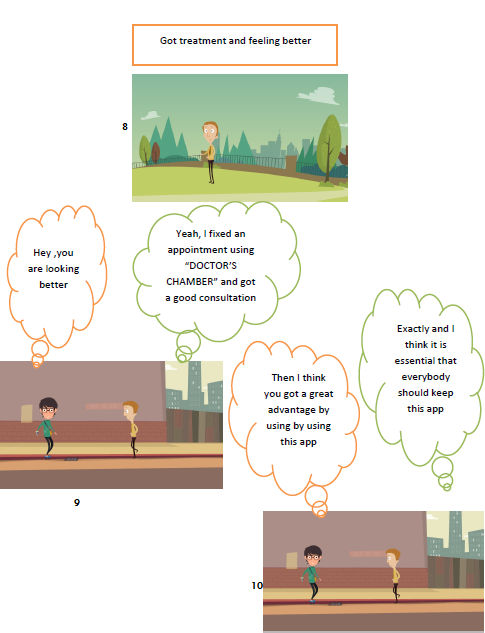 Got treatment and feeling better
8
Hey ,you
are looking
better
Yeah, I fixed an
appointment using
“DOCTOR’S
CHAMBER” and got
a good consultation
9
Then I think
you got a great
advantage by
using by using
this app
Exactly and I
think it is
essential that
everybody
should keep
this app
10